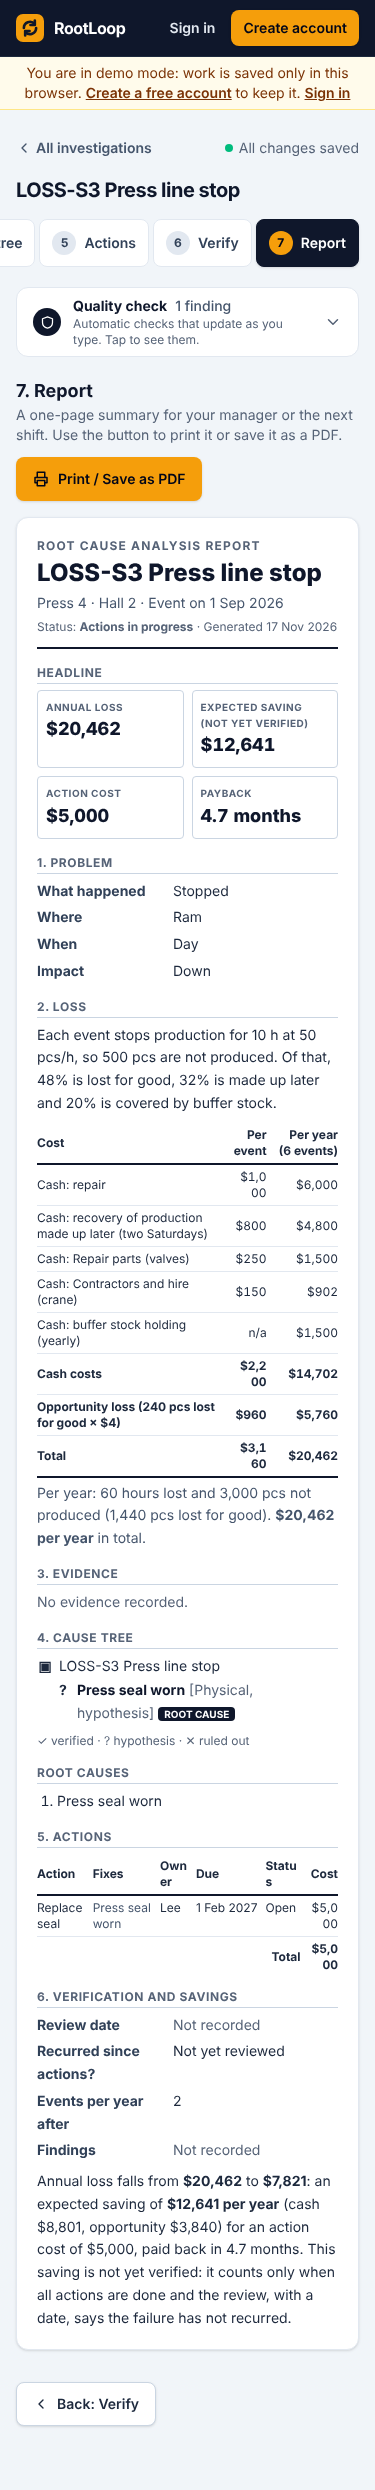 RootLoop
Sign in
Create account
You are in demo mode: work is saved only in this
browser. Create a free account to keep it. Sign in
All investigations
All changes saved
LOSS-S3 Press line stop
ree
5 Actions
6 Verify
7 Report
Quality check 1 finding
Automatic checks that update as you
type. Tap to see them.
7. Report
A one-page summary for your manager or the next
shift. Use the button to print it or save it as a PDF.
Print / Save as PDF
ROOT CAUSE ANALYSIS REPORT
LOSS-S3 Press line stop
Press 4 · Hall 2 · Event on 1 Sep 2026
Status: Actions in progress · Generated 17 Nov 2026
HEADLINE
ANNUAL LOSS
$20,462
EXPECTED SAVING
(NOT YET VERIFIED)
$12,641
ACTION COST
$5,000
PAYBACK
4.7 months
1. PROBLEM
What happened Stopped
Where Ram
When Day
Impact Down
2. LOSS
Each event stops production for 10 h at 50
pcs/h, so 500 pcs are not produced. Of that,
48% is lost for good, 32% is made up later
and 20% is covered by buffer stock.
Cost Per event Per year (6 events)
Cash: repair $1,000 $6,000
Cash: recovery of production
made up later (two Saturdays) $800 $4,800
Cash: Repair parts (valves) $250 $1,500
Cash: Contractors and hire
(crane) $150 $902
Cash: buffer stock holding
(yearly) n/a $1,500
Cash costs $2,200 $14,702
Opportunity loss (240 pcs lost
for good × $4) $960 $5,760
Total $3,160 $20,462
Per year: 60 hours lost and 3,000 pcs not
produced (1,440 pcs lost for good). $20,462
per year in total.
3. EVIDENCE
No evidence recorded.
4. CAUSE TREE
▣ LOSS-S3 Press line stop
? Press seal worn [Physical,
hypothesis] ROOT CAUSE
✓ verified · ? hypothesis · ✕ ruled out
ROOT CAUSES
1. Press seal worn
5. ACTIONS
Action Fixes Owner Due Status Cost
Replace seal Press seal worn Lee 1 Feb 2027 Open $5,000
Total $5,000
6. VERIFICATION AND SAVINGS
Review date Not recorded
Recurred since
actions? Not yet reviewed
Events per year
after 2
Findings Not recorded
Annual loss falls from $20,462 to $7,821: an
expected saving of $12,641 per year (cash
$8,801, opportunity $3,840) for an action
cost of $5,000, paid back in 4.7 months. This
saving is not yet verified: it counts only when
all actions are done and the review, with a
date, says the failure has not recurred.
Back: Verify